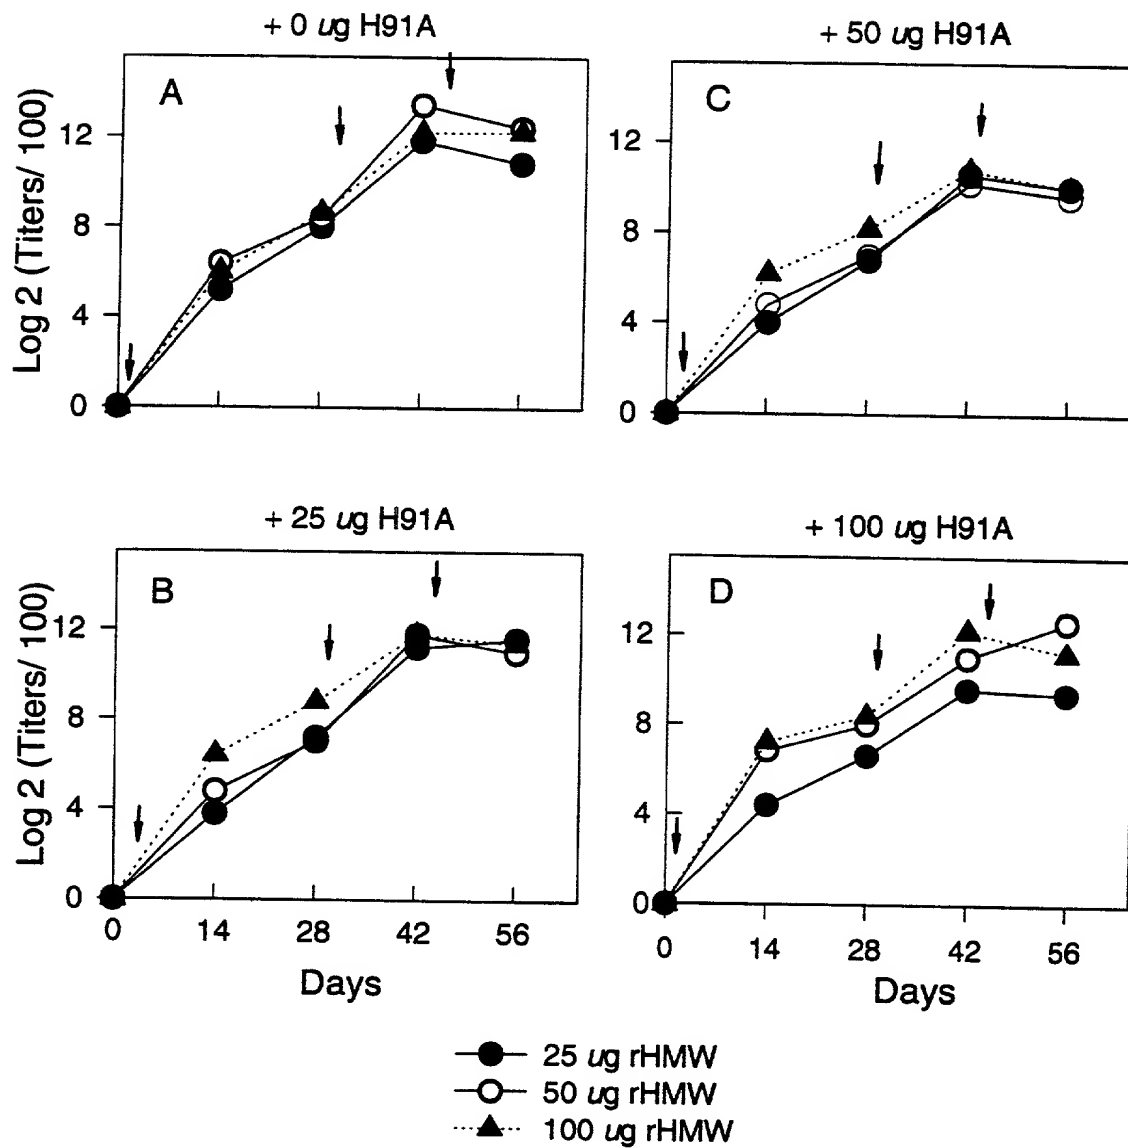 + 0 ug H91A
A
Log 2 (Titers/ 100)
12
8
4
0
+ 50 ug H91A
C
12
8
4
0
+ 25 ug H91A
B
Log 2 (Titers/ 100)
12
8
4
0
0 14 28 42 56
Days
+ 100 ug H91A
D
12
8
4
0
0 14 28 42 56
Days
25 ug rHMW
50 ug rHMW
100 ug rHMW